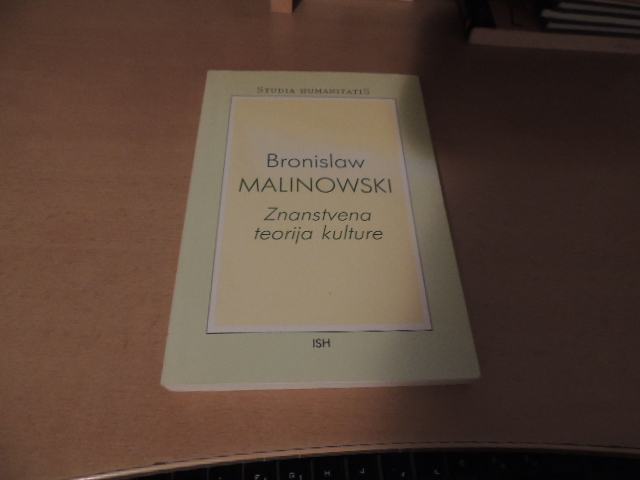 STUDIA HUMANITATIS
Bronislaw
MALINOWSKI
Znanstvena
teorija kulture
ISH
G H J